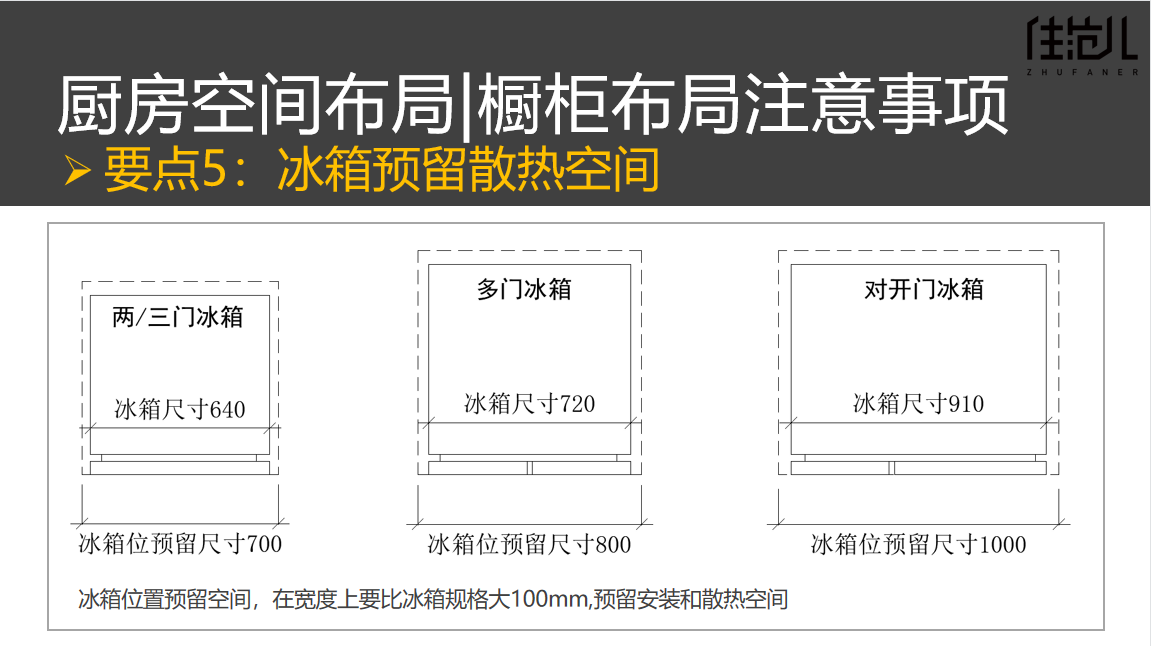 住范儿
ZHUFANER
厨房空间布局|橱柜布局注意事项
要点5：冰箱预留散热空间
两/三门冰箱
冰箱尺寸640
冰箱位预留尺寸700
多门冰箱
冰箱尺寸720
冰箱位预留尺寸800
对开门冰箱
冰箱尺寸910
冰箱位预留尺寸1000
冰箱位置预留空间，在宽度上要比冰箱规格大100mm,预留安装和散热空间